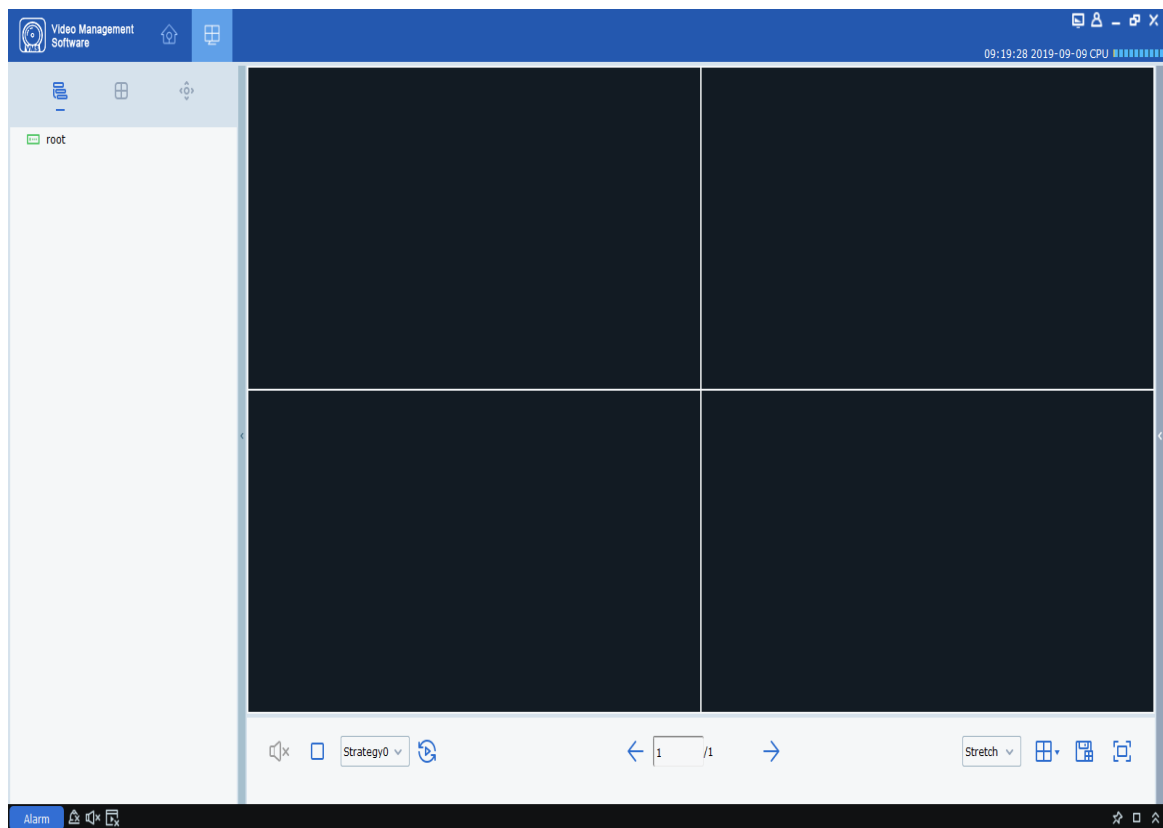 Video Management
Software
09:19:28 2019-09-09 CPU
root
Strategy0
1 /1
Stretch
Alarm